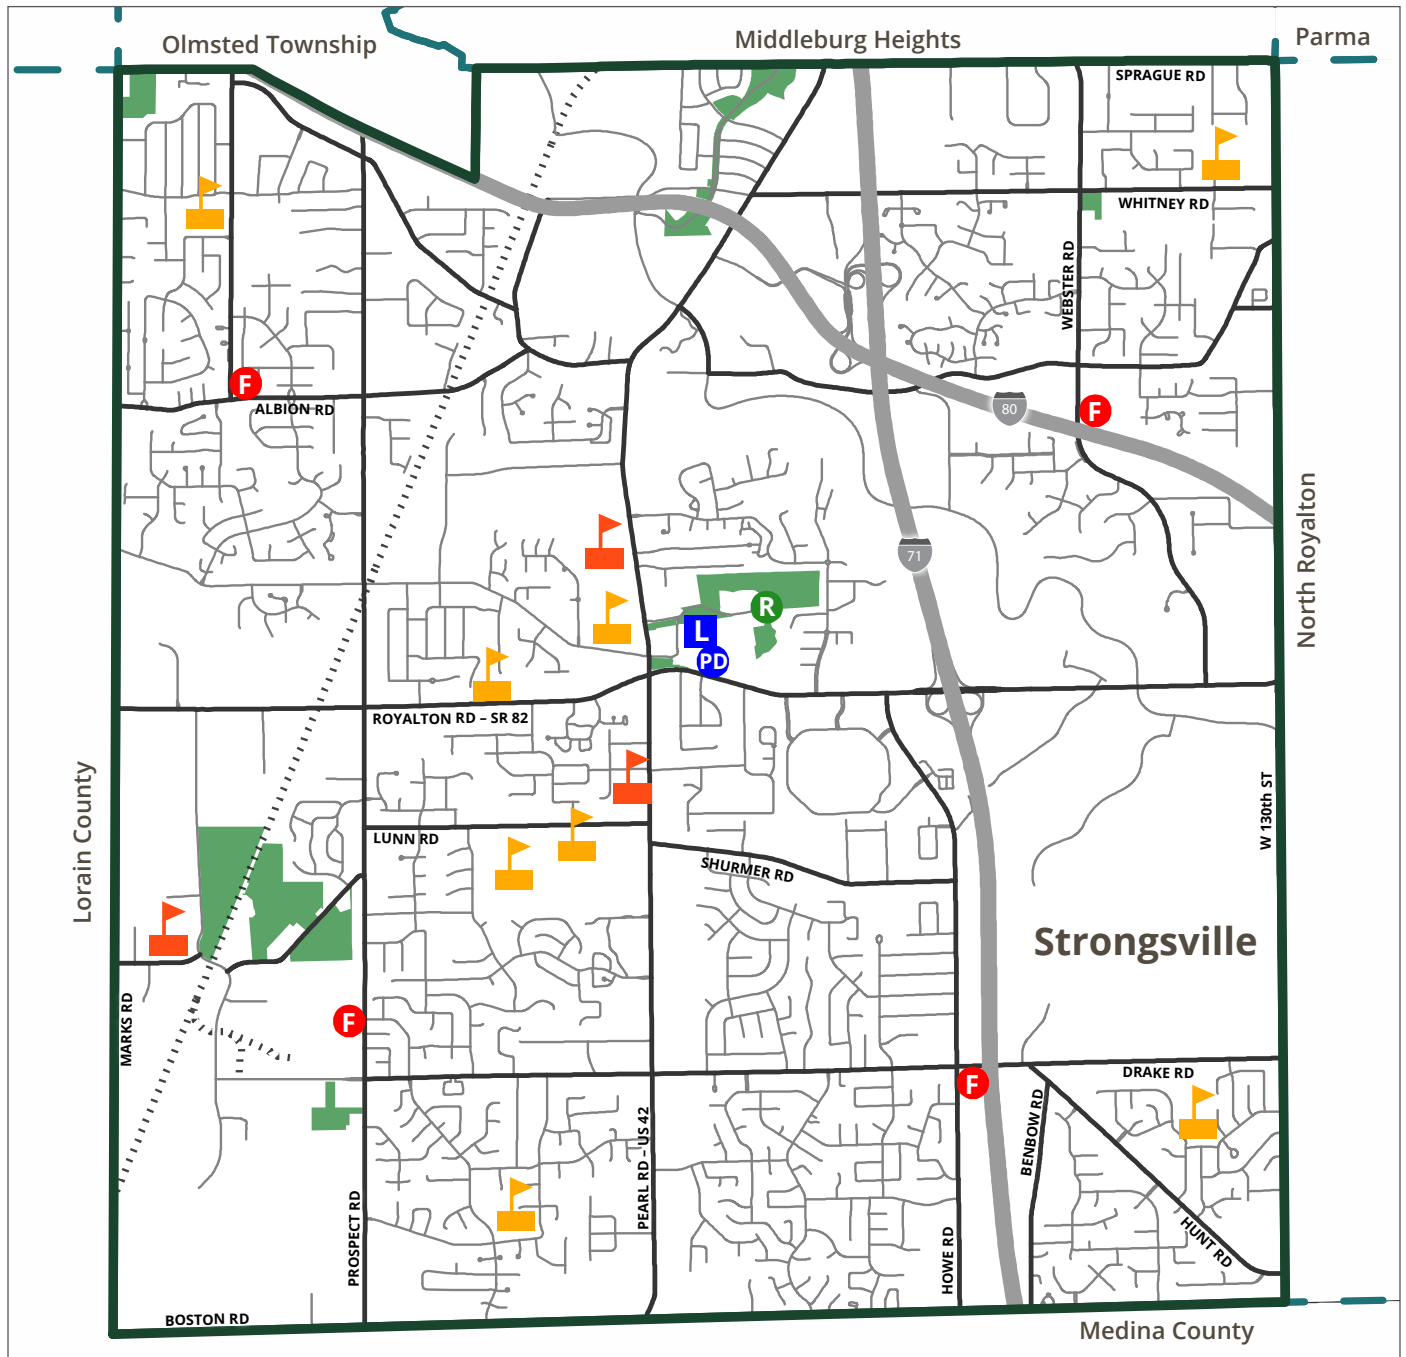 Olmsted Township
Middleburg Heights
Parma
SPRAGUE RD
WHITNEY RD
WEBSTER RD
F
ALBION RD
80
F
North Royalton
71
R
L
PD
ROYALTON RD – SR 82
Lorain County
W 130th ST
LUNN RD
SHURMER RD
Strongsville
MARKS RD
F
DRAKE RD
F
BENBOW RD
PEARL RD – US 42
PROSPECT RD
HOWE RD
HUNT RD
BOSTON RD
Medina County